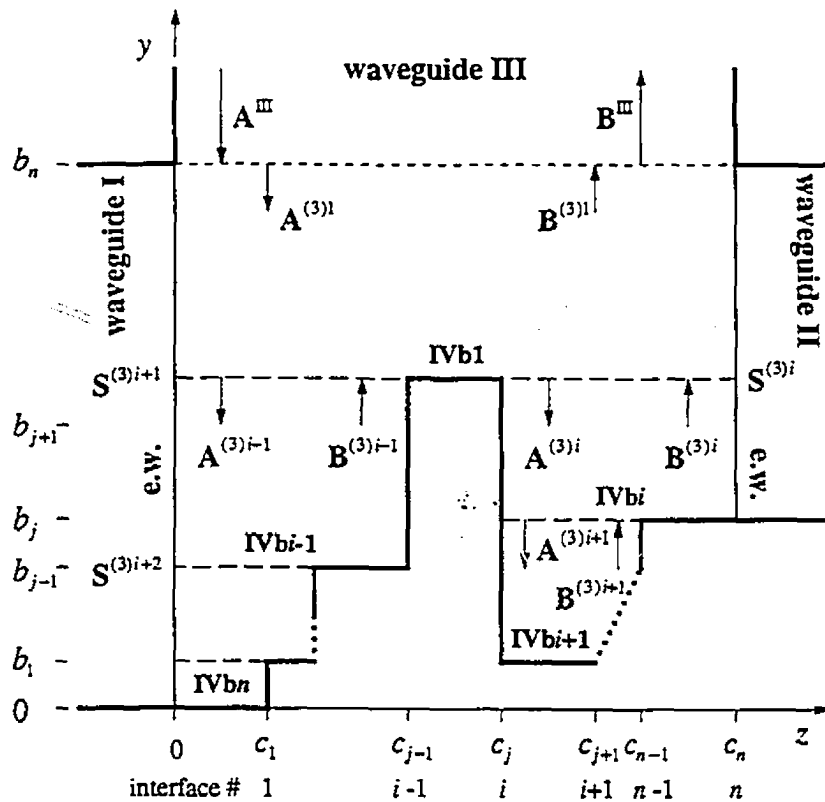 y
waveguide III
A^III
B^III
b_n
waveguide I
A^(3)1
B^(3)1
waveguide II
IVb1
S^(3)i+1
S^(3)i
b_j+1
A^(3)i-1
B^(3)i-1
A^(3)i
B^(3)i
e.w.
e.w.
IVbi
b_j
IVbi-1
A^(3)i+1
b_j-1
S^(3)i+2
B^(3)i+1
b_1
IVbi+1
IVbn
0
0 c_1 c_j-1 c_j c_j+1 c_n-1 c_n z
interface # 1 i-1 i i+1 n-1 n